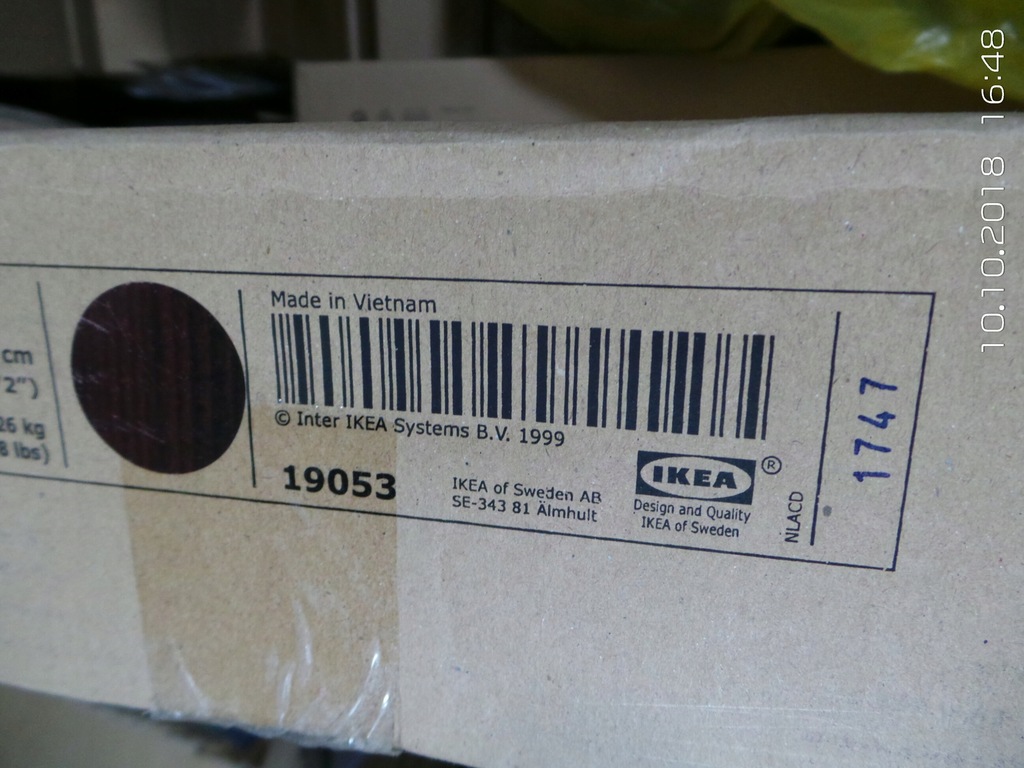 cm
2")
26 kg
8 lbs)
Made in Vietnam
© Inter IKEA Systems B.V. 1999
19053
IKEA of Sweden AB
SE-343 81 Älmhult
IKEA ®
Design and Quality
IKEA of Sweden
NLACD
1747
10.10.2018 16:48